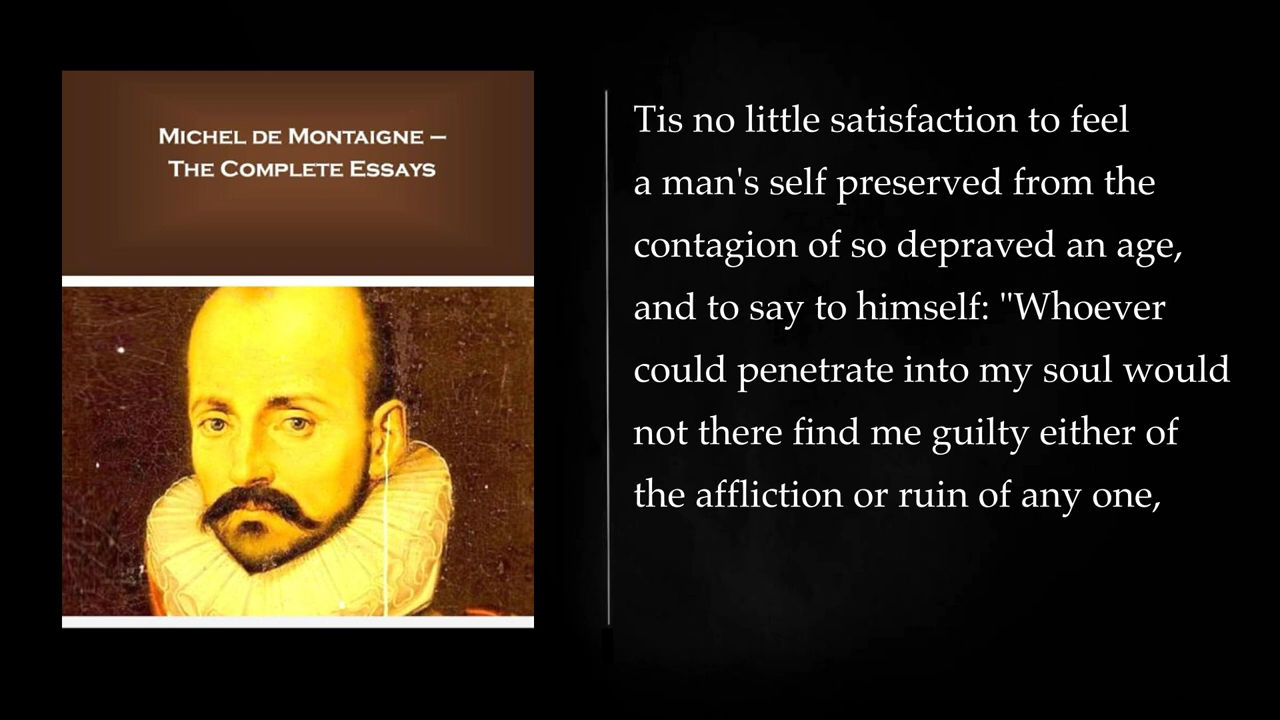 Michel de Montaigne –
The Complete Essays
Tis no little satisfaction to feel
a man's self preserved from the
contagion of so depraved an age,
and to say to himself: "Whoever
could penetrate into my soul would
not there find me guilty either of
the affliction or ruin of any one,